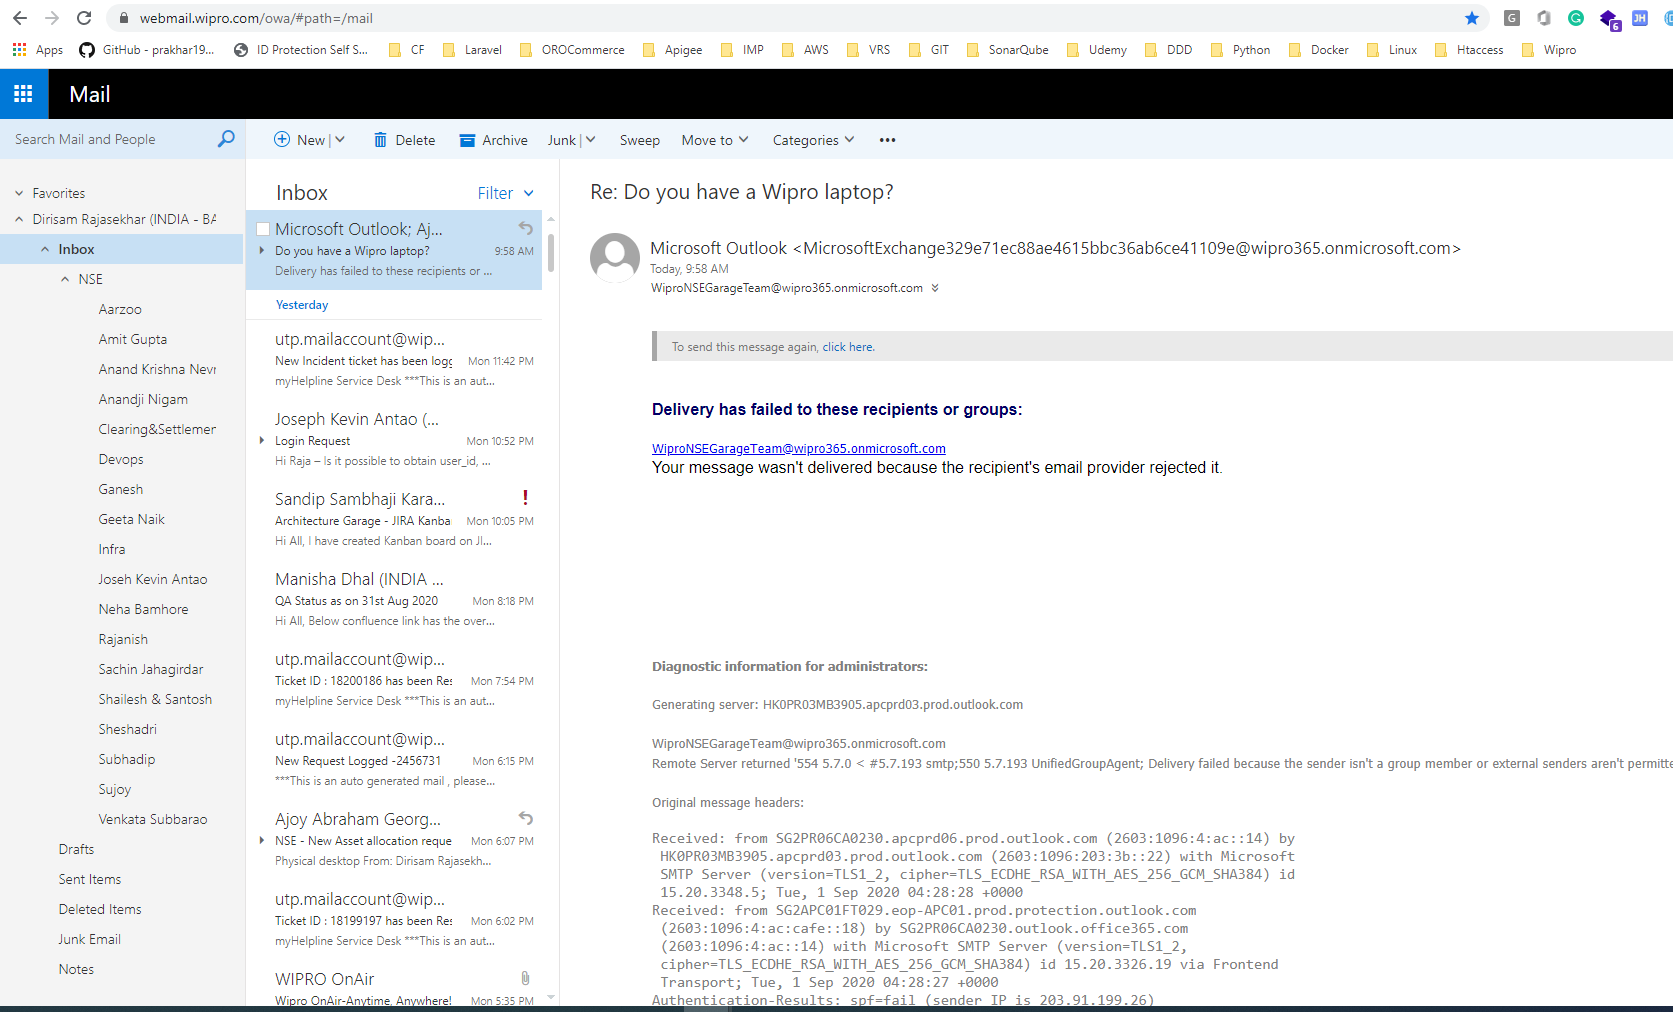 webmail.wipro.com/owa/#path=/mail
G
JH
6
Apps GitHub - prakhar19... ID Protection Self S... CF Laravel OROCommerce Apigee IMP AWS VRS GIT SonarQube Udemy DDD Python Docker Linux Htaccess Wipro
Mail
Search Mail and People
New | Delete Archive Junk | Sweep Move to Categories •••
Favorites
Dirisam Rajasekhar (INDIA - BA
Inbox
NSE
Aarzoo
Amit Gupta
Anand Krishna Nevr
Anandji Nigam
Clearing&Settlemer
Devops
Ganesh
Geeta Naik
Infra
Joseh Kevin Antao
Neha Bamhore
Rajanish
Sachin Jahagirdar
Shailesh & Santosh
Sheshadri
Subhadip
Sujoy
Venkata Subbarao
Drafts
Sent Items
Deleted Items
Junk Email
Notes
Inbox Filter
Microsoft Outlook; Aj...
Do you have a Wipro laptop? 9:58 AM
Delivery has failed to these recipients or ...
Yesterday
utp.mailaccount@wip...
New Incident ticket has been logg Mon 11:42 PM
myHelpline Service Desk ***This is an aut...
Joseph Kevin Antao (...
Login Request Mon 10:52 PM
Hi Raja – Is it possible to obtain user_id, ...
Sandip Sambhaji Kara... !
Architecture Garage - JIRA Kanba Mon 10:05 PM
Hi All, I have created Kanban board on JI...
Manisha Dhal (INDIA ...
QA Status as on 31st Aug 2020 Mon 8:18 PM
Hi All, Below confluence link has the over...
utp.mailaccount@wip...
Ticket ID : 18200186 has been Res Mon 7:54 PM
myHelpline Service Desk ***This is an aut...
utp.mailaccount@wip...
New Request Logged -2456731 Mon 6:15 PM
***This is an auto generated mail , please...
Ajoy Abraham Georg...
NSE - New Asset allocation reque Mon 6:07 PM
Physical desktop From: Dirisam Rajasekh...
utp.mailaccount@wip...
Ticket ID : 18199197 has been Res Mon 6:02 PM
myHelpline Service Desk ***This is an aut...
WIPRO OnAir
Wipro OnAir-Anytime, Anywhere! Mon 5:35 PM
Re: Do you have a Wipro laptop?
Microsoft Outlook <MicrosoftExchange329e71ec88ae4615bbc36ab6ce41109e@wipro365.onmicrosoft.com>
Today, 9:58 AM
WiproNSEGarageTeam@wipro365.onmicrosoft.com
To send this message again, click here.
Delivery has failed to these recipients or groups:
WiproNSEGarageTeam@wipro365.onmicrosoft.com
Your message wasn't delivered because the recipient's email provider rejected it.
Diagnostic information for administrators:
Generating server: HK0PR03MB3905.apcprd03.prod.outlook.com
WiproNSEGarageTeam@wipro365.onmicrosoft.com
Remote Server returned '554 5.7.0 < #5.7.193 smtp;550 5.7.193 UnifiedGroupAgent; Delivery failed because the sender isn't a group member or external senders aren't permitte
Original message headers:
Received: from SG2PR06CA0230.apcprd06.prod.outlook.com (2603:1096:4:ac::14) by
HK0PR03MB3905.apcprd03.prod.outlook.com (2603:1096:203:3b::22) with Microsoft
SMTP Server (version=TLS1_2, cipher=TLS_ECDHE_RSA_WITH_AES_256_GCM_SHA384) id
15.20.3348.5; Tue, 1 Sep 2020 04:28:28 +0000
Received: from SG2APC01FT029.eop-APC01.prod.protection.outlook.com
(2603:1096:4:ac:cafe::18) by SG2PR06CA0230.outlook.office365.com
(2603:1096:4:ac::14) with Microsoft SMTP Server (version=TLS1_2,
cipher=TLS_ECDHE_RSA_WITH_AES_256_GCM_SHA384) id 15.20.3326.19 via Frontend
Transport; Tue, 1 Sep 2020 04:28:27 +0000
Authentication-Results: spf=fail (sender IP is 203.91.199.26)